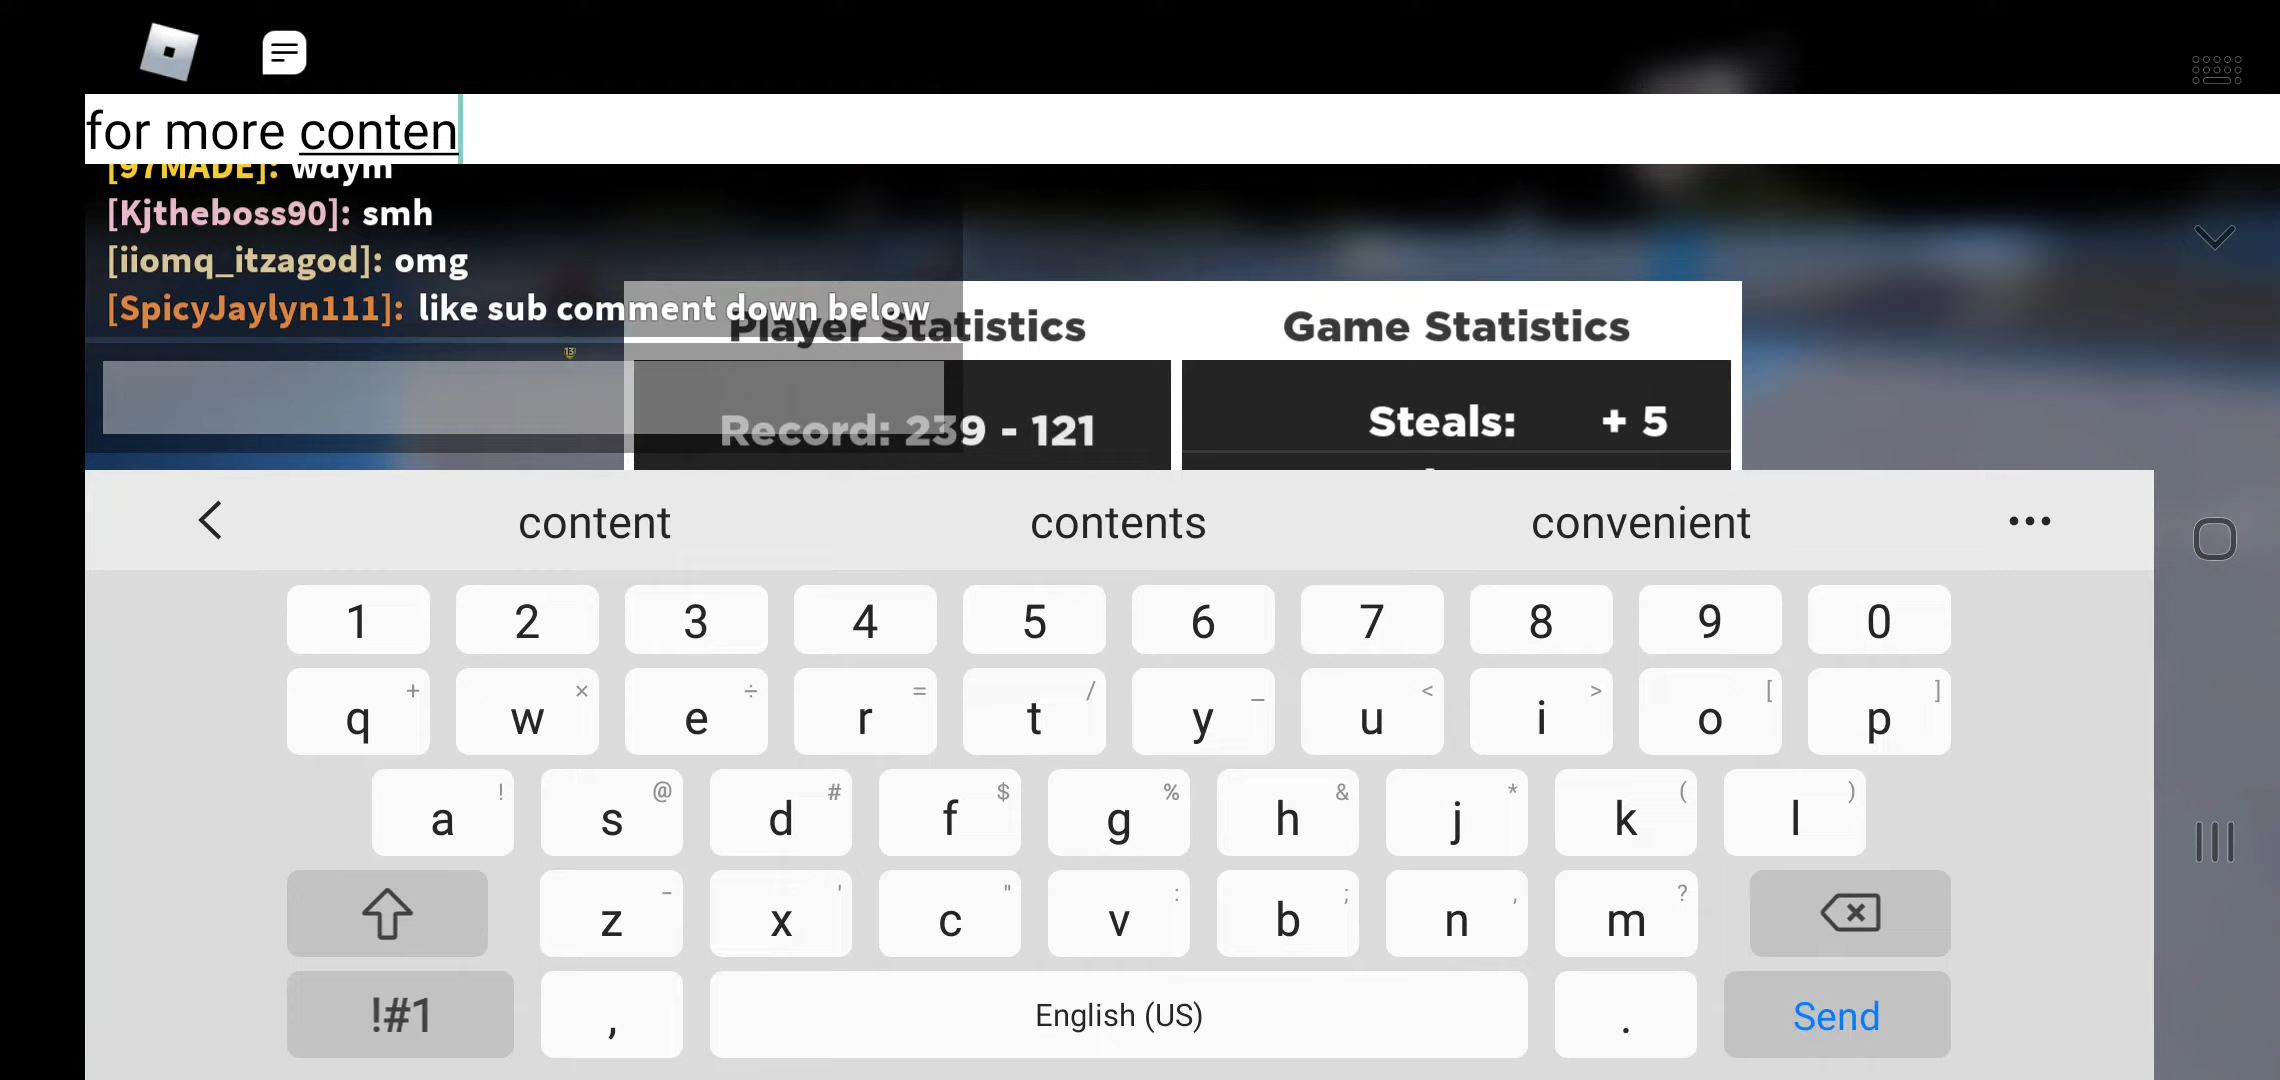 for more conten
[97MADE]: wdym
[Kjtheboss90]: smh
[iiomq_itzagod]: omg
[SpicyJaylyn111]: like sub comment down below
Player Statistics
Game Statistics
Record: 239 - 121
Steals: + 5
content contents convenient
1 2 3 4 5 6 7 8 9 0
+ × ÷ = / _ < > [ ]
q w e r t y u i o p
! @ # $ % & * ( )
a s d f g h j k l
- ' " : ; , ?
z x c v b n m
!#1 , English (US) . Send